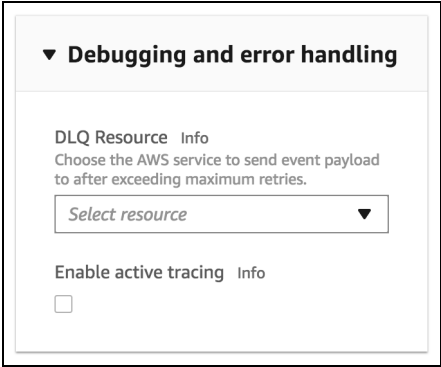 Debugging and error handling
DLQ Resource Info
Choose the AWS service to send event payload
to after exceeding maximum retries.
Select resource
Enable active tracing Info